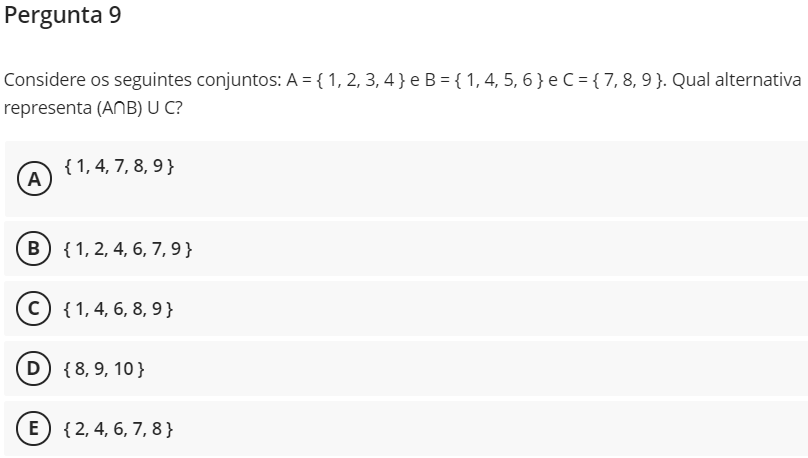 Pergunta 9
Considere os seguintes conjuntos: A = { 1, 2, 3, 4 } e B = { 1, 4, 5, 6 } e C = { 7, 8, 9 }. Qual alternativa
representa (A∩B) U C?
A { 1, 4, 7, 8, 9 }
B { 1, 2, 4, 6, 7, 9 }
C { 1, 4, 6, 8, 9 }
D { 8, 9, 10 }
E { 2, 4, 6, 7, 8 }